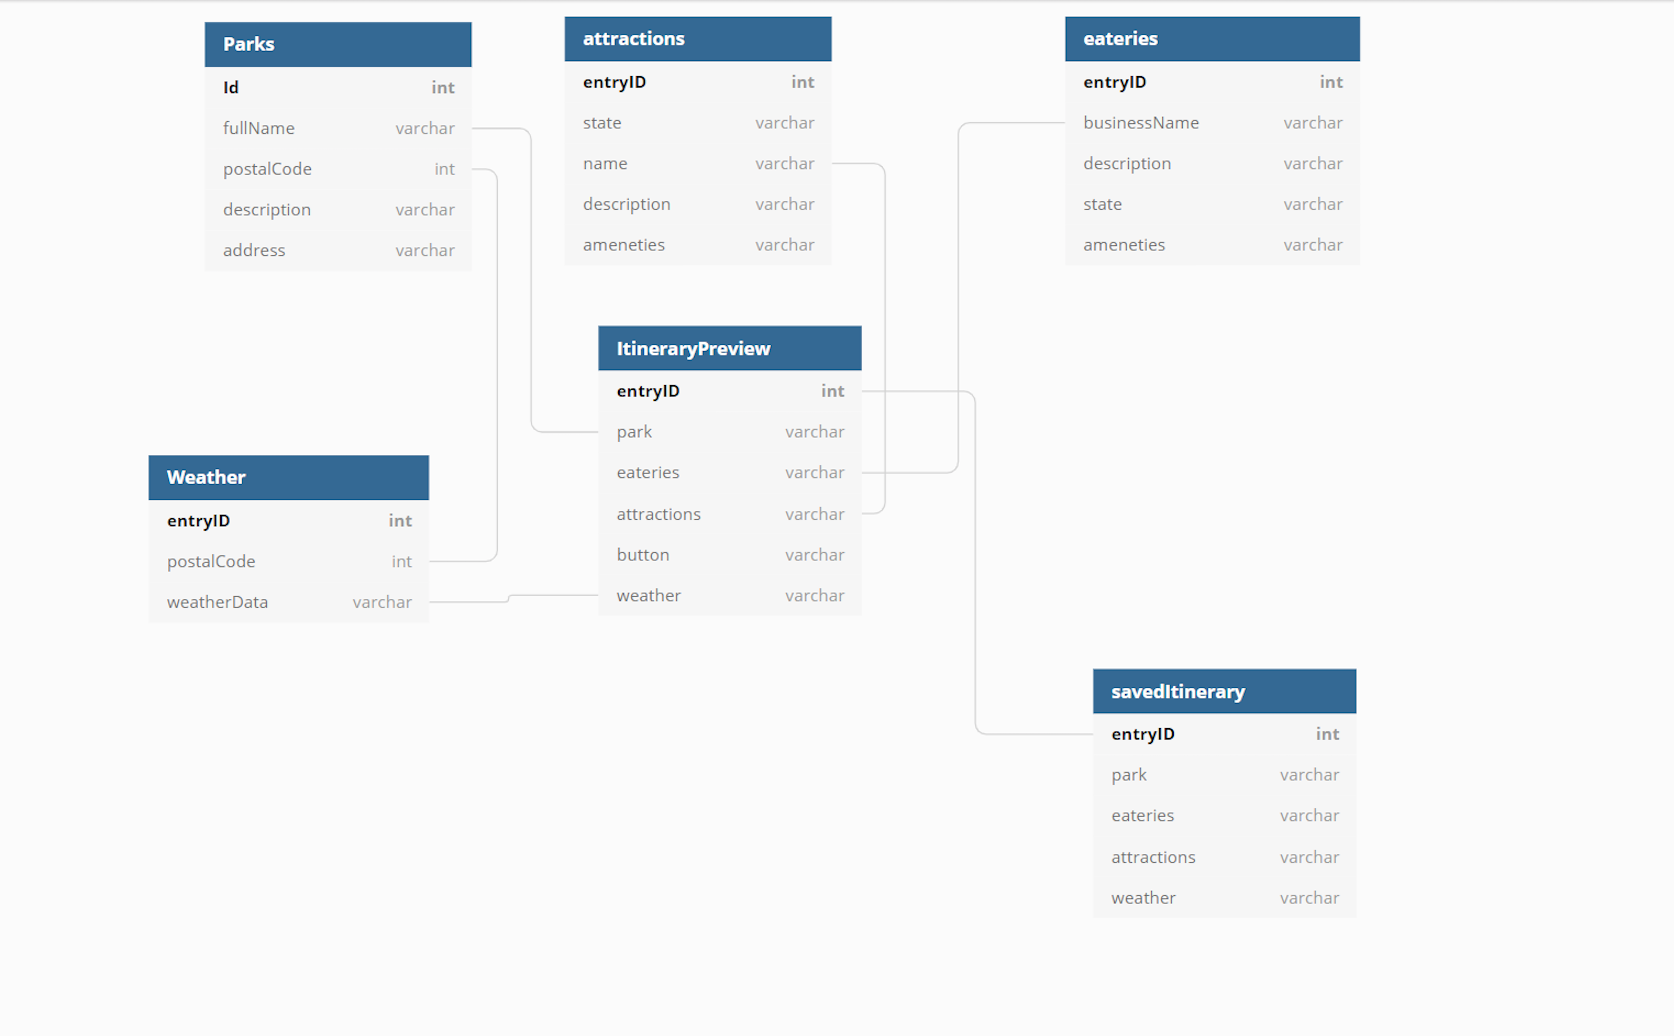 Parks
Id int
fullName varchar
postalCode int
description varchar
address varchar
attractions
entryID int
state varchar
name varchar
description varchar
ameneties varchar
eateries
entryID int
businessName varchar
description varchar
state varchar
ameneties varchar
ItineraryPreview
entryID int
park varchar
eateries varchar
attractions varchar
button varchar
weather varchar
Weather
entryID int
postalCode int
weatherData varchar
savedItinerary
entryID int
park varchar
eateries varchar
attractions varchar
weather varchar